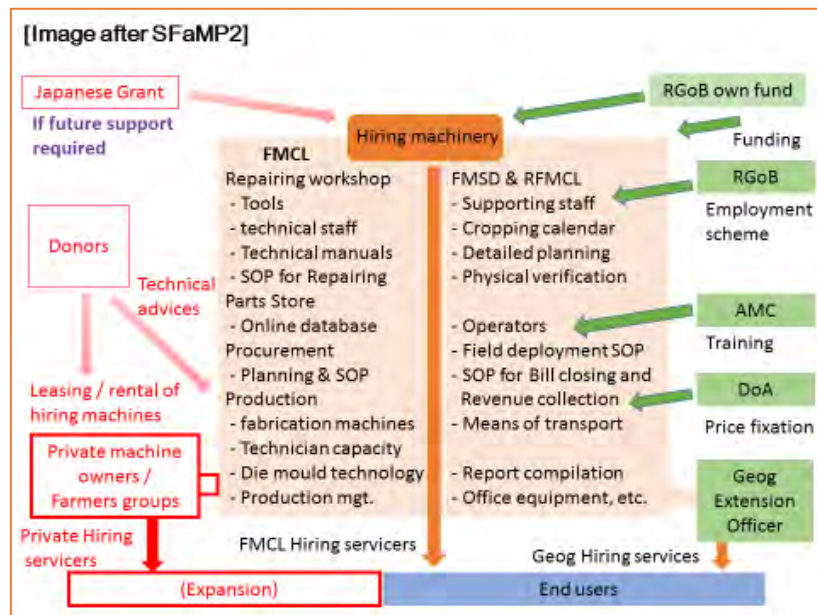 [Image after SFaMP2]
Japanese Grant
If future support
required
Hiring machinery
RGoB own fund
Funding
RGoB
Employment
scheme
FMCL
Repairing workshop
- Tools
- technical staff
- Technical manuals
- SOP for Repairing
Parts Store
- Online database
Procurement
- Planning & SOP
Production
- fabrication machines
- Technician capacity
- Die mould technology
- Production mgt.
FMSD & RFMCL
- Supporting staff
- Cropping calendar
- Detailed planning
- Physical verification
- Operators
- Field deployment SOP
- SOP for Bill closing and
Revenue collection
- Means of transport
- Report compilation
- Office equipment, etc.
Donors
Technical
advices
Leasing / rental of
hiring machines
Private machine
owners /
Farmers groups
AMC
Training
DoA
Price fixation
Geog
Extension
Officer
Private Hiring
servicers
FMCL Hiring servicers
Geog Hiring services
(Expansion)
End users